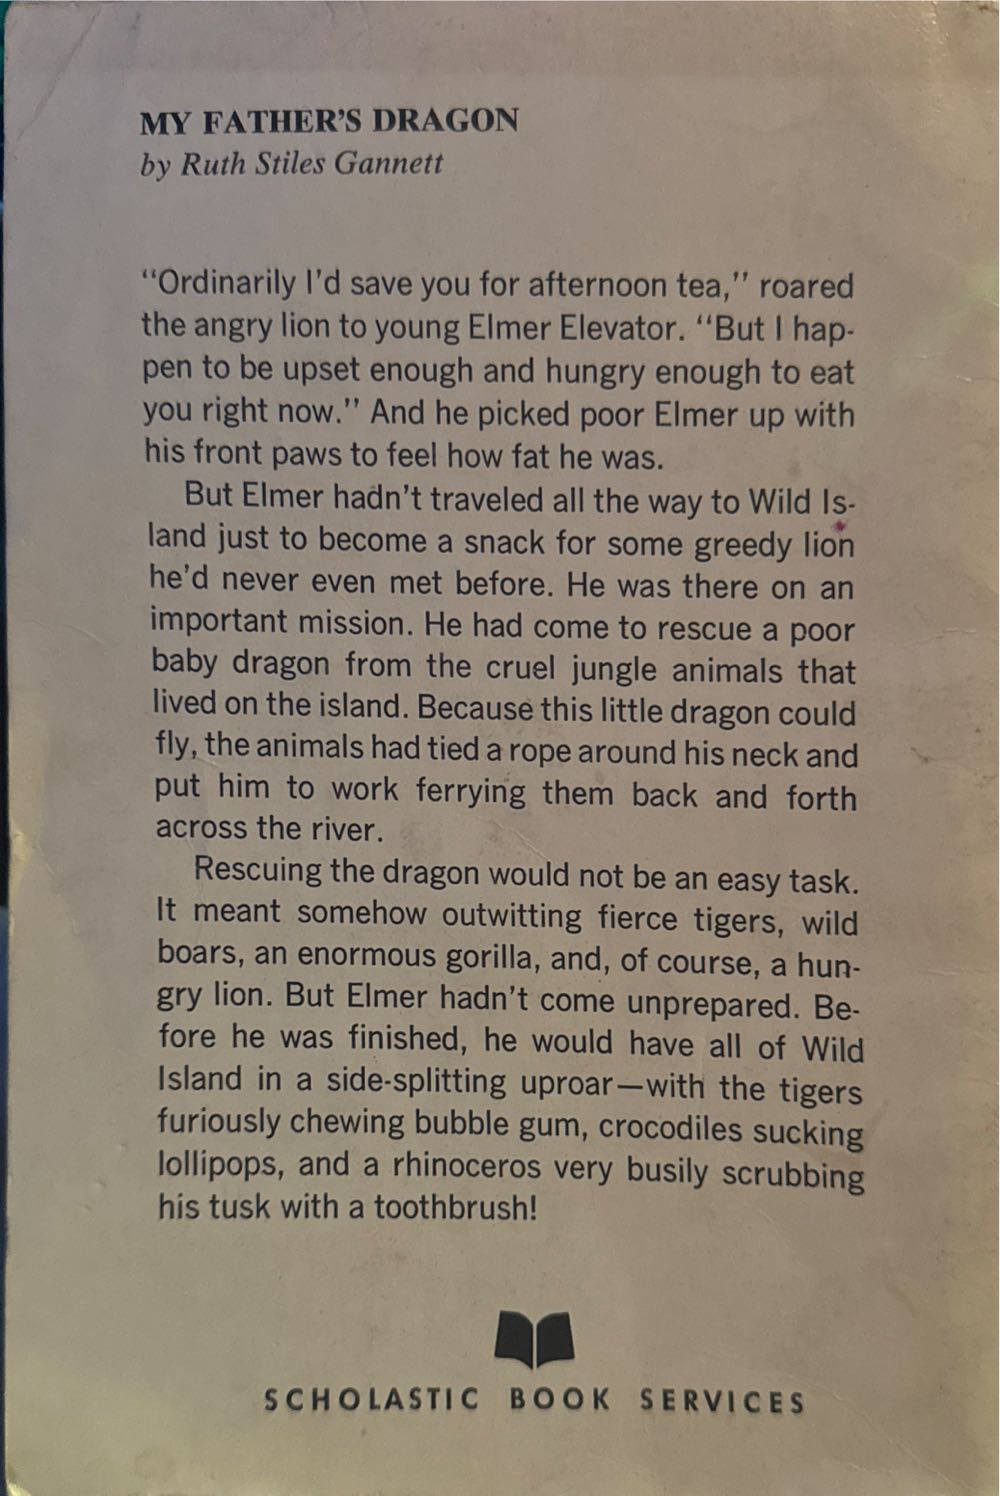 MY FATHER'S DRAGON
by Ruth Stiles Gannett
“Ordinarily I'd save you for afternoon tea,” roared
the angry lion to young Elmer Elevator. “But I hap-
pen to be upset enough and hungry enough to eat
you right now.” And he picked poor Elmer up with
his front paws to feel how fat he was.
But Elmer hadn't traveled all the way to Wild Is-
land just to become a snack for some greedy lion
he'd never even met before. He was there on an
important mission. He had come to rescue a poor
baby dragon from the cruel jungle animals that
lived on the island. Because this little dragon could
fly, the animals had tied a rope around his neck and
put him to work ferrying them back and forth
across the river.
Rescuing the dragon would not be an easy task.
It meant somehow outwitting fierce tigers, wild
boars, an enormous gorilla, and, of course, a hun-
gry lion. But Elmer hadn't come unprepared. Be-
fore he was finished, he would have all of Wild
Island in a side-splitting uproar—with the tigers
furiously chewing bubble gum, crocodiles sucking
lollipops, and a rhinoceros very busily scrubbing
his tusk with a toothbrush!
SCHOLASTIC BOOK SERVICES